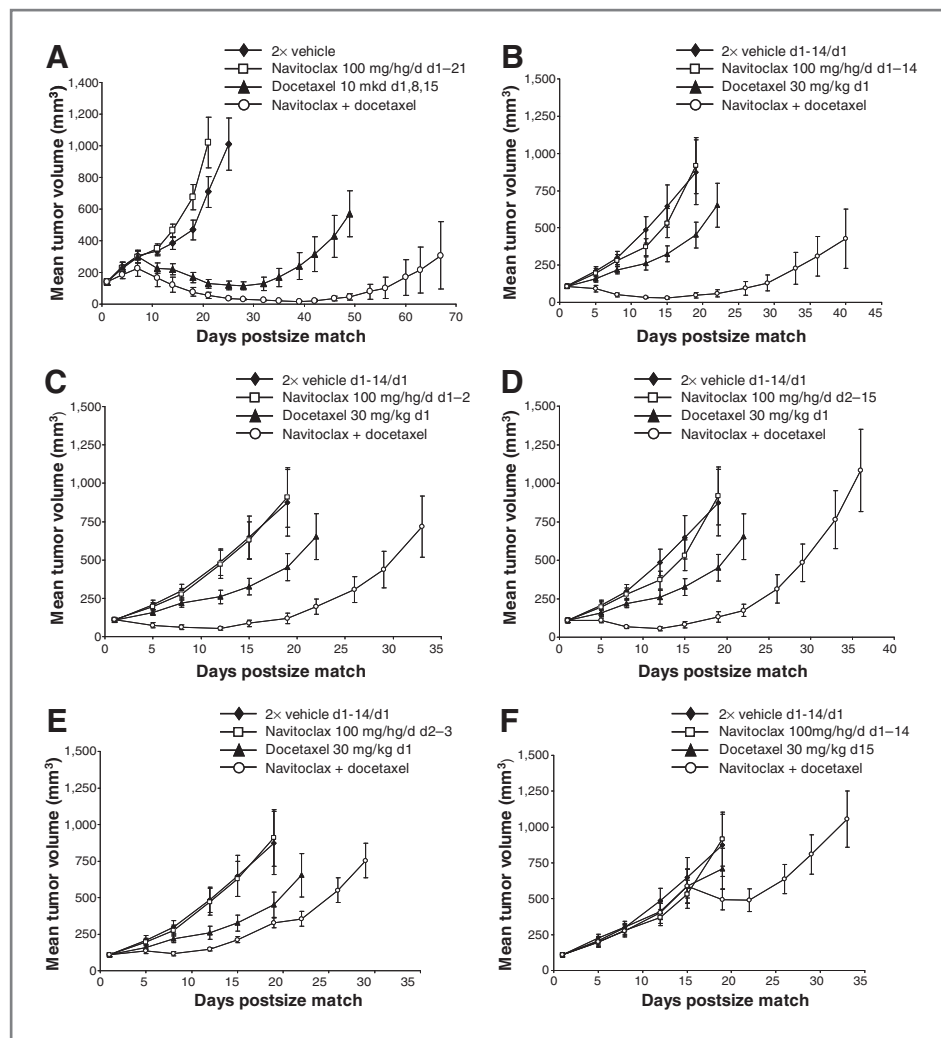 A
2× vehicle
Navitoclax 100 mg/hg/d d1–21
Docetaxel 10 mkd d1,8,15
Navitoclax + docetaxel
Mean tumor volume (mm³)
1,400
1,200
1,000
800
600
400
200
0
0 10 20 30 40 50 60 70
Days postsize match
B
2× vehicle d1-14/d1
Navitoclax 100 mg/hg/d d1–14
Docetaxel 30 mg/kg d1
Navitoclax + docetaxel
Mean tumor volume (mm³)
1,500
1,250
1,000
750
500
250
0
0 5 10 15 20 25 30 35 40 45
Days postsize match
C
2× vehicle d1-14/d1
Navitoclax 100 mg/hg/d d1–2
Docetaxel 30 mg/kg d1
Navitoclax + docetaxel
Mean tumor volume (mm³)
1,500
1,250
1,000
750
500
250
0
0 5 10 15 20 25 30 35
Days postsize match
D
2× vehicle d1-14/d1
Navitoclax 100 mg/hg/d d2–15
Docetaxel 30 mg/kg d1
Navitoclax + docetaxel
Mean tumor volume (mm³)
1,500
1,250
1,000
750
500
250
0
0 5 10 15 20 25 30 35 40
Days postsize match
E
2× vehicle d1-14/d1
Navitoclax 100 mg/hg/d d2–3
Docetaxel 30 mg/kg d1
Navitoclax + docetaxel
Mean tumor volume (mm³)
1,500
1,250
1,000
750
500
250
0
0 5 10 15 20 25 30 35
Days postsize match
F
2× vehicle d1-14/d1
Navitoclax 100mg/hg/d d1–14
Docetaxel 30 mg/kg d15
Navitoclax + docetaxel
Mean tumor volume (mm³)
1,500
1,250
1,000
750
500
250
0
0 5 10 15 20 25 30 35
Days postsize match